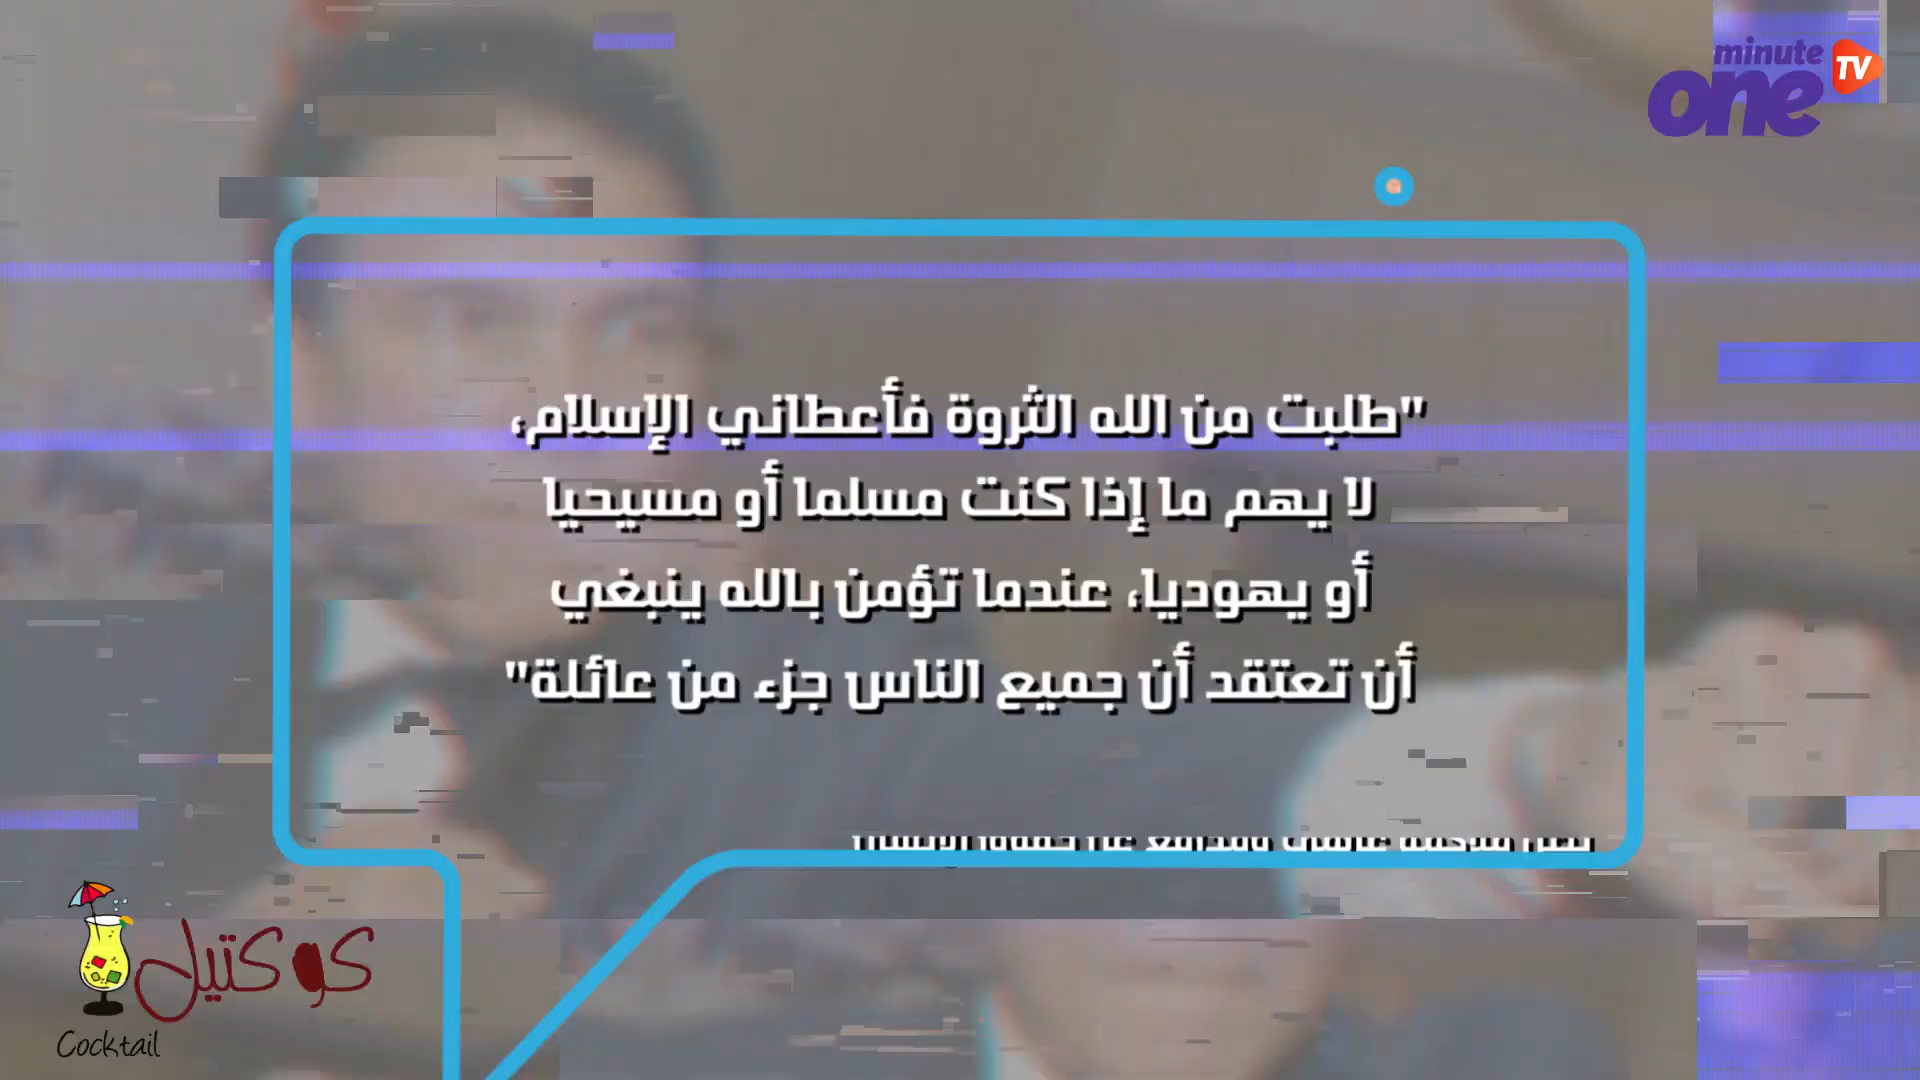 minute
one TV
"طلبت من الله الثروة فأعطاني الإسلام،
لا يهم ما إذا كنت مسلما أو مسيحيا
أو يهوديا، عندما تؤمن بالله ينبغي
أن تعتقد أن جميع الناس جزء من عائلة"
كوكتيل
Cocktail